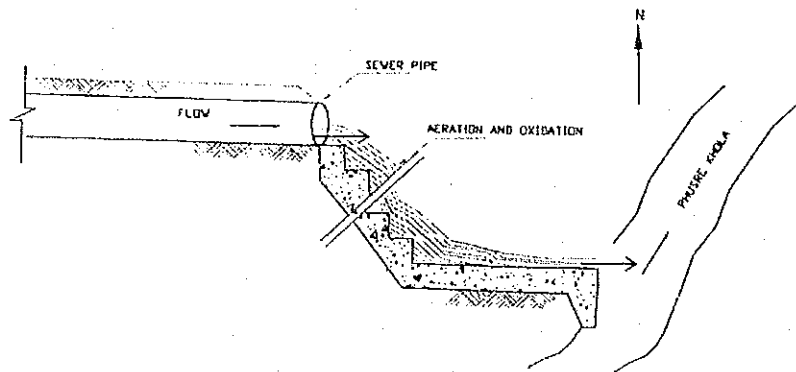 N
SEWER PIPE
FLOW
AERATION AND OXIDATION
PHUSRE KHOLA